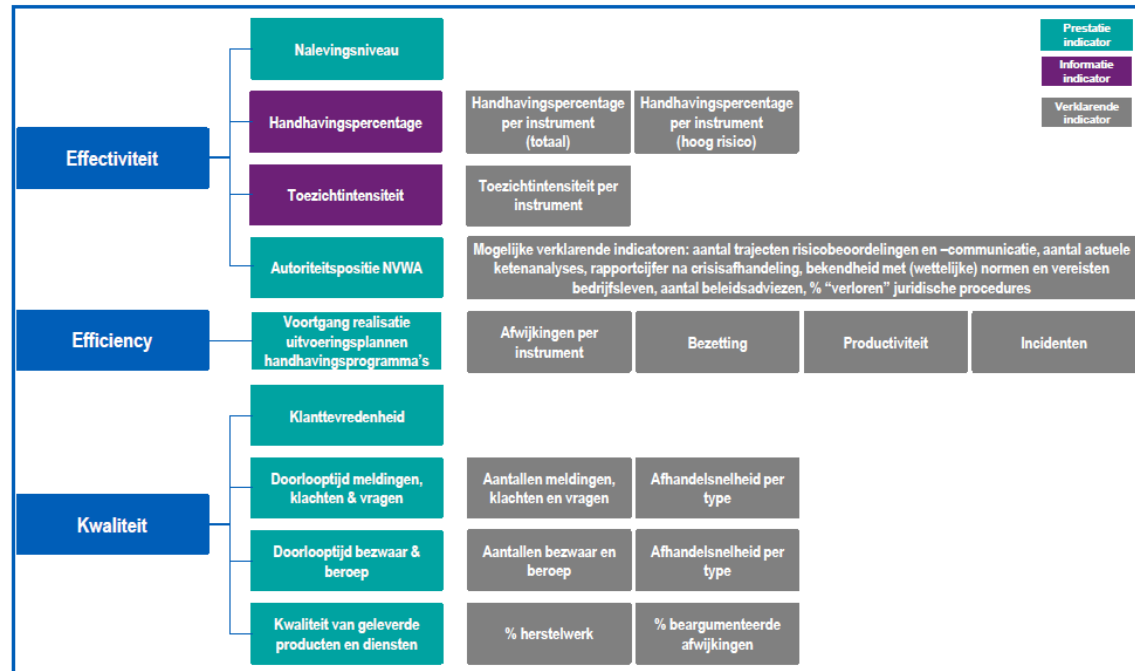 Prestatie
indicator
Informatie
indicator
Verklarende
indicator
Effectiviteit
Nalevingsniveau
Handhavingspercentage
Handhavingspercentage
per instrument
(totaal)
Handhavingspercentage
per instrument
(hoog risico)
Toezichtintensiteit
Toezichtintensiteit per
instrument
Autoriteitspositie NVWA
Mogelijke verklarende indicatoren: aantal trajecten risicobeoordelingen en –communicatie, aantal actuele
ketenanalyses, rapportcijfer na crisisafhandeling, bekendheid met (wettelijke) normen en vereisten
bedrijfsleven, aantal beleidsadviezen, % “verloren” juridische procedures
Efficiency
Voortgang realisatie
uitvoeringsplannen
handhavingsprogramma’s
Afwijkingen per
instrument
Bezetting
Productiviteit
Incidenten
Kwaliteit
Klanttevredenheid
Doorlooptijd meldingen,
klachten & vragen
Aantallen meldingen,
klachten en vragen
Afhandelsnelheid per
type
Doorlooptijd bezwaar &
beroep
Aantallen bezwaar en
beroep
Afhandelsnelheid per
type
Kwaliteit van geleverde
producten en diensten
% herstelwerk
% beargumenteerde
afwijkingen